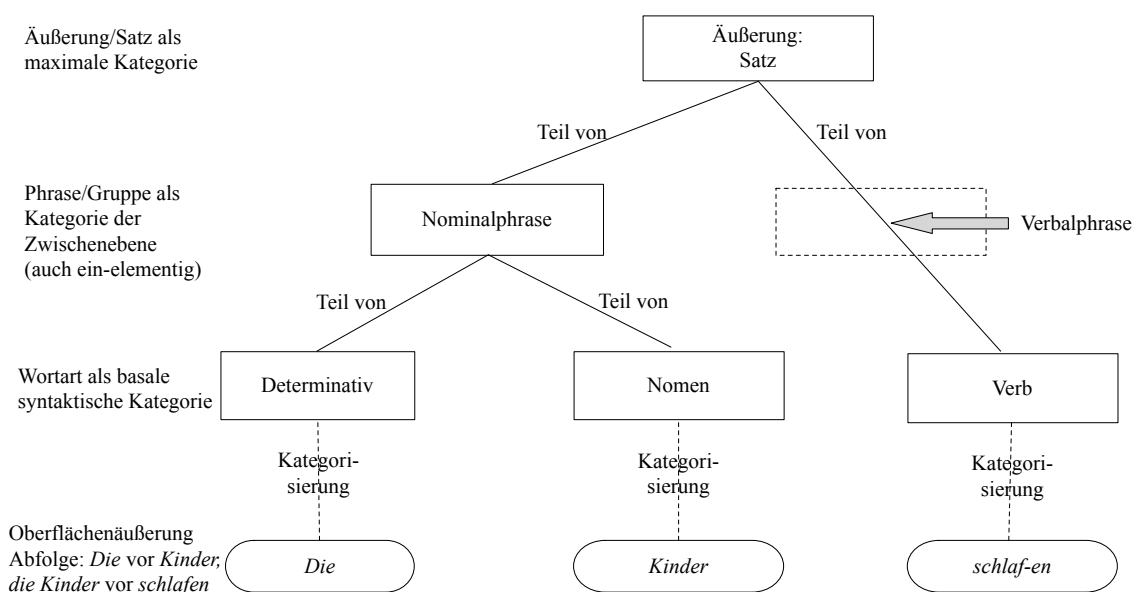 Äußerung/Satz als
maximale Kategorie
Äußerung:
Satz
Teil von
Teil von
Phrase/Gruppe als
Kategorie der
Zwischenebene
(auch ein-elementig)
Nominalphrase
Verbalphrase
Teil von
Teil von
Wortart als basale
syntaktische Kategorie
Determinativ
Nomen
Verb
Kategori-
sierung
Kategori-
sierung
Kategori-
sierung
Oberflächenäußerung
Abfolge: Die vor Kinder,
die Kinder vor schlafen
Die
Kinder
schlaf-en